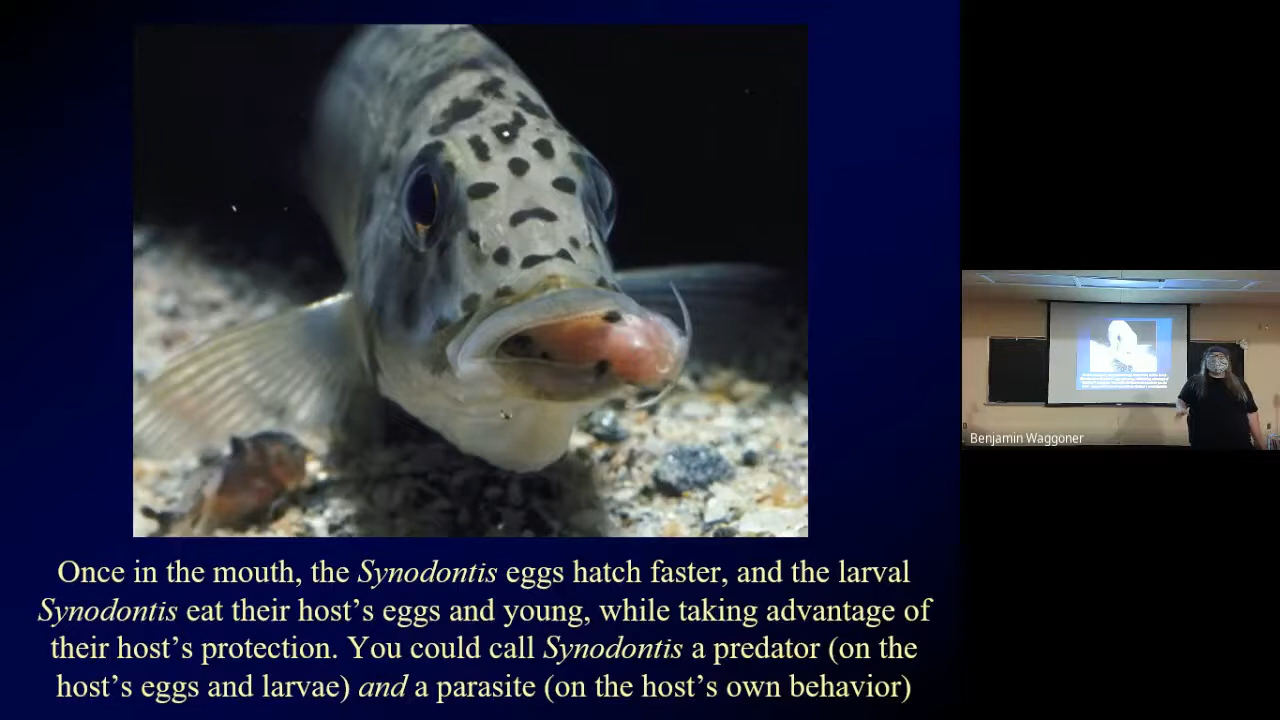 Once in the mouth, the Synodontis eggs hatch faster, and the larval
Synodontis eat their host’s eggs and young, while taking advantage of
their host’s protection. You could call Synodontis a predator (on the
host’s eggs and larvae) and a parasite (on the host’s own behavior)
Benjamin Waggoner